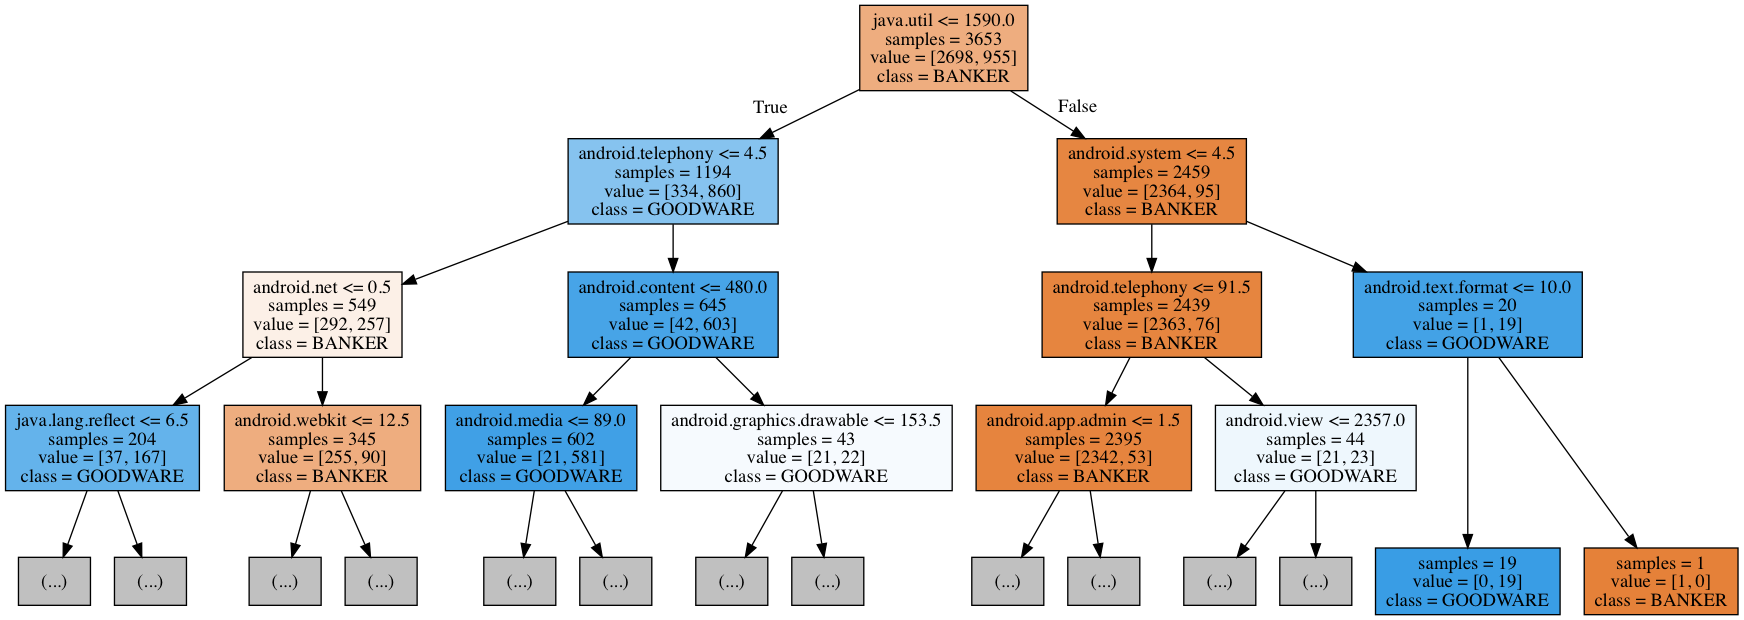 java.util <= 1590.0
samples = 3653
value = [2698, 955]
class = BANKER
True
False
android.telephony <= 4.5
samples = 1194
value = [334, 860]
class = GOODWARE
android.system <= 4.5
samples = 2459
value = [2364, 95]
class = BANKER
android.net <= 0.5
samples = 549
value = [292, 257]
class = BANKER
android.content <= 480.0
samples = 645
value = [42, 603]
class = GOODWARE
android.telephony <= 91.5
samples = 2439
value = [2363, 76]
class = BANKER
android.text.format <= 10.0
samples = 20
value = [1, 19]
class = GOODWARE
java.lang.reflect <= 6.5
samples = 204
value = [37, 167]
class = GOODWARE
android.webkit <= 12.5
samples = 345
value = [255, 90]
class = BANKER
android.media <= 89.0
samples = 602
value = [21, 581]
class = GOODWARE
android.graphics.drawable <= 153.5
samples = 43
value = [21, 22]
class = GOODWARE
android.app.admin <= 1.5
samples = 2395
value = [2342, 53]
class = BANKER
android.view <= 2357.0
samples = 44
value = [21, 23]
class = GOODWARE
(...)
(...)
(...)
(...)
(...)
(...)
(...)
(...)
(...)
(...)
(...)
(...)
samples = 19
value = [0, 19]
class = GOODWARE
samples = 1
value = [1, 0]
class = BANKER